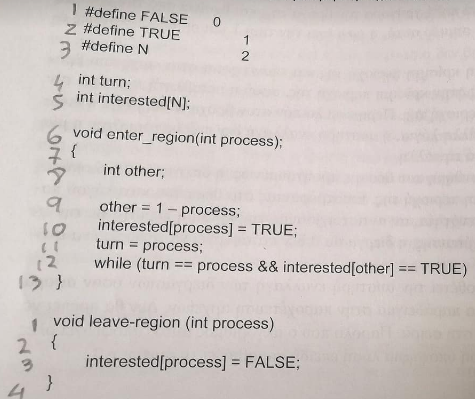 1 #define FALSE 0
2 #define TRUE 1
3 #define N 2
4 int turn;
5 int interested[N];
6 void enter_region(int process);
7 {
8 int other;
9 other = 1 – process;
10 interested[process] = TRUE;
11 turn = process;
12 while (turn == process && interested[other] == TRUE)
13 }
1 void leave-region (int process)
2 {
3 interested[process] = FALSE;
4 }